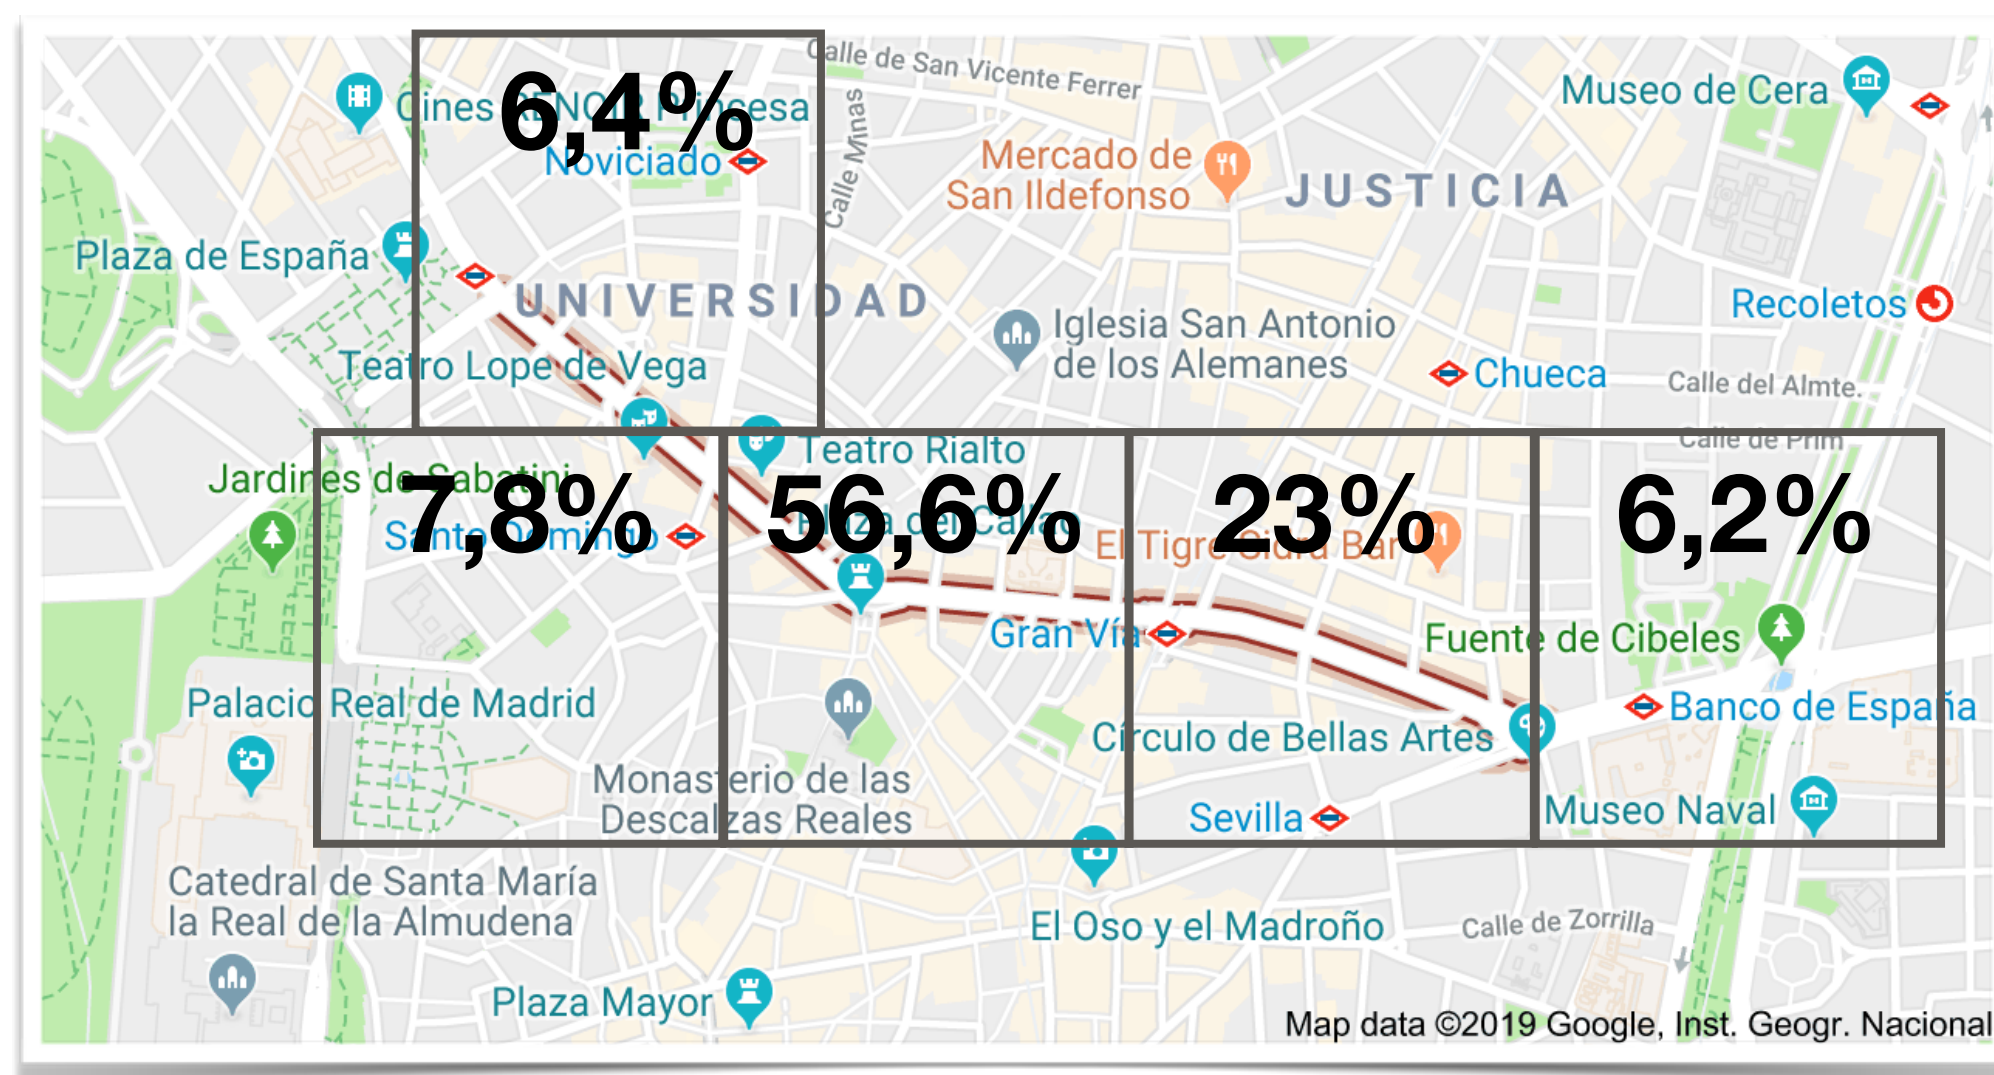 Calle de San Vicente Ferrer
6,4%
Cines RENOIR Princesa
Museo de Cera
Noviciado
Calle Minas
Mercado de
San Ildefonso
JUSTICIA
Plaza de España
UNIVERSIDAD
Recoletos
Iglesia San Antonio
de los Alemanes
Teatro Lope de Vega
Chueca
Calle del Almte.
Calle de Prim
Teatro Rialto
Jardines de Sabatini
7,8%
56,6%
23%
6,2%
Santo Domingo
Plaza del Callao
El Tigre Sidra Bar
Gran Vía
Fuente de Cibeles
Palacio Real de Madrid
Banco de España
Círculo de Bellas Artes
Monasterio de las
Descalzas Reales
Sevilla
Museo Naval
Catedral de Santa María
la Real de la Almudena
El Oso y el Madroño
Calle de Zorrilla
Plaza Mayor
Map data ©2019 Google, Inst. Geogr. Nacional